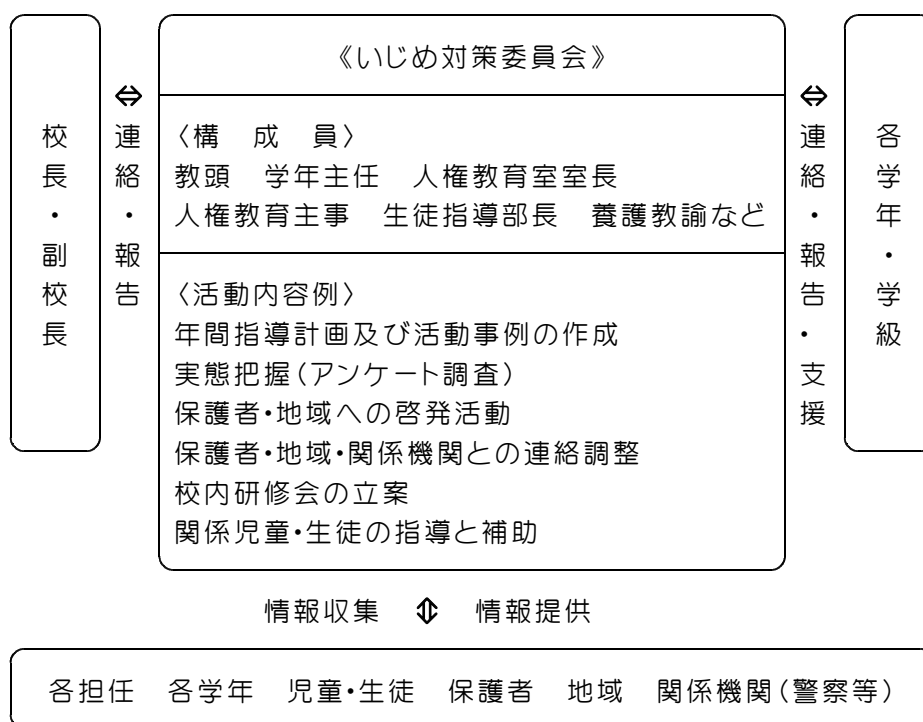 校長・副校長
⇔連絡・報告
《いじめ対策委員会》
〈構　成　員〉
教頭　学年主任　人権教育室室長
人権教育主事　生徒指導部長　養護教諭など
〈活動内容例〉
年間指導計画及び活動事例の作成
実態把握(アンケート調査)
保護者・地域への啓発活動
保護者・地域・関係機関との連絡調整
校内研修会の立案
関係児童・生徒の指導と補助
⇔連絡・報告・支援
各学年・学級
情報収集　⇕　情報提供
各担任　各学年　児童・生徒　保護者　地域　関係機関(警察等)